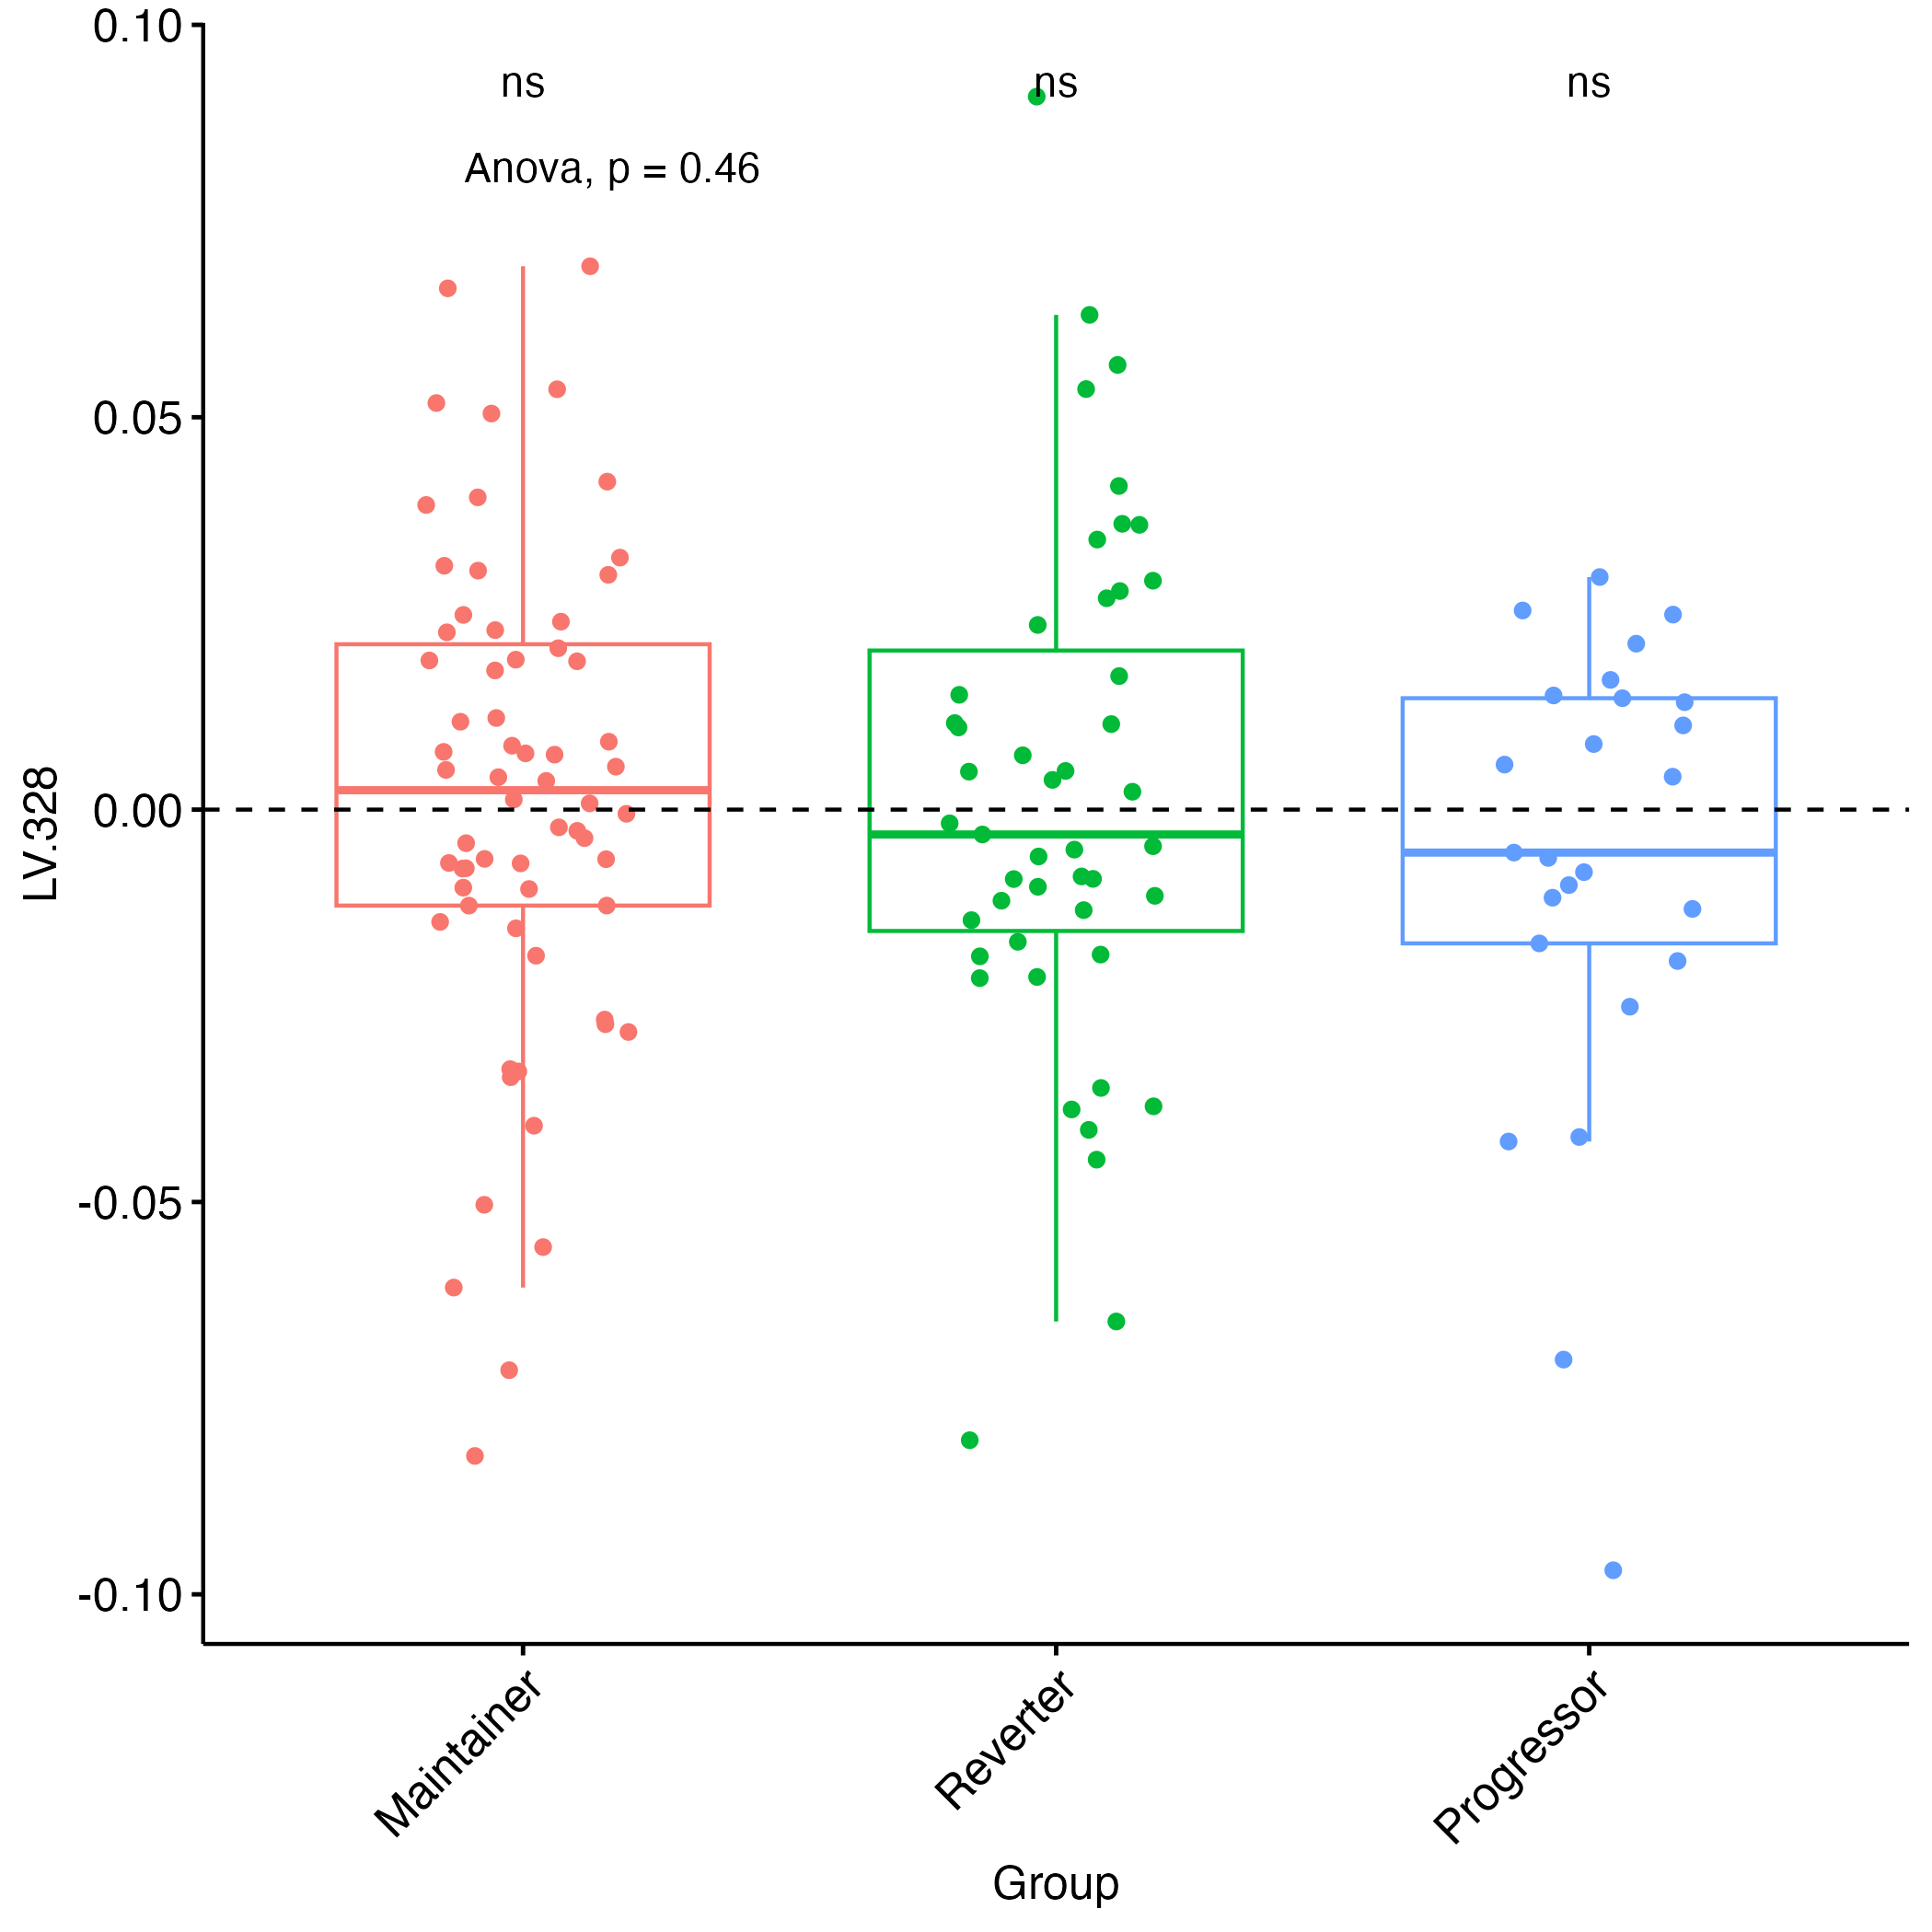 0.10
ns
ns
ns
Anova, p = 0.46
0.05
LV.328
0.00
-0.05
-0.10
Maintainer
Reverter
Progressor
Group